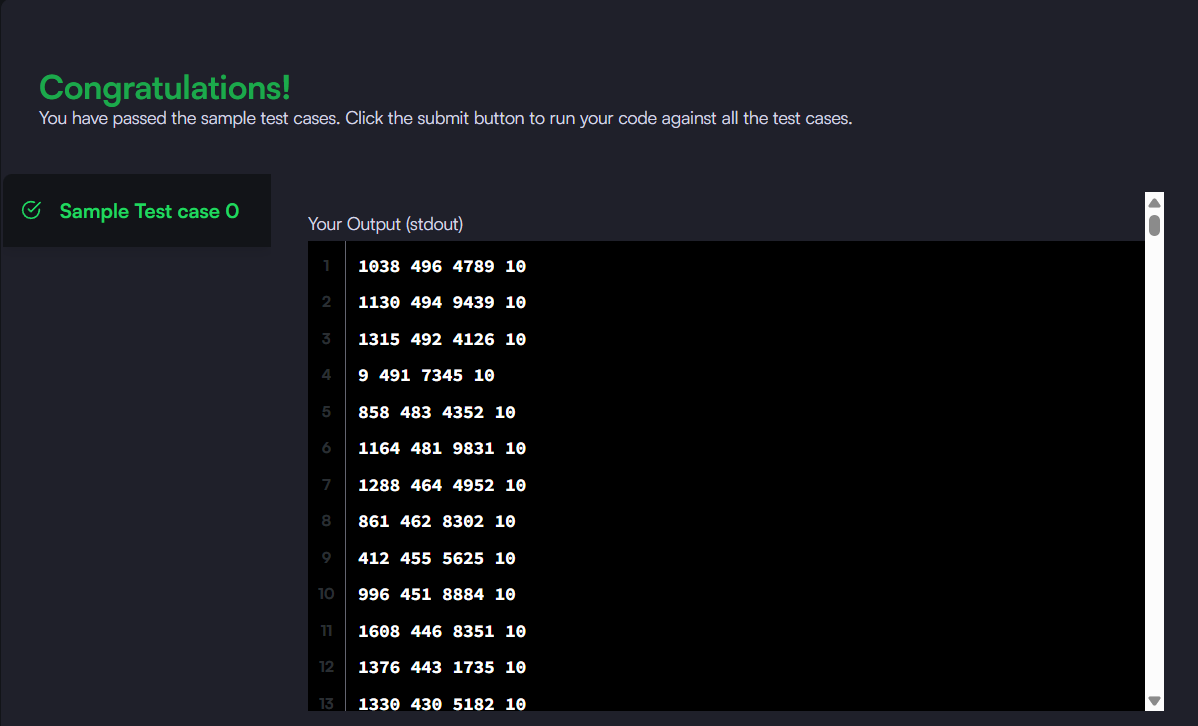 Congratulations!
You have passed the sample test cases. Click the submit button to run your code against all the test cases.
Sample Test case 0
Your Output (stdout)
1 1038 496 4789 10
2 1130 494 9439 10
3 1315 492 4126 10
4 9 491 7345 10
5 858 483 4352 10
6 1164 481 9831 10
7 1288 464 4952 10
8 861 462 8302 10
9 412 455 5625 10
10 996 451 8884 10
11 1608 446 8351 10
12 1376 443 1735 10
13 1330 430 5182 10